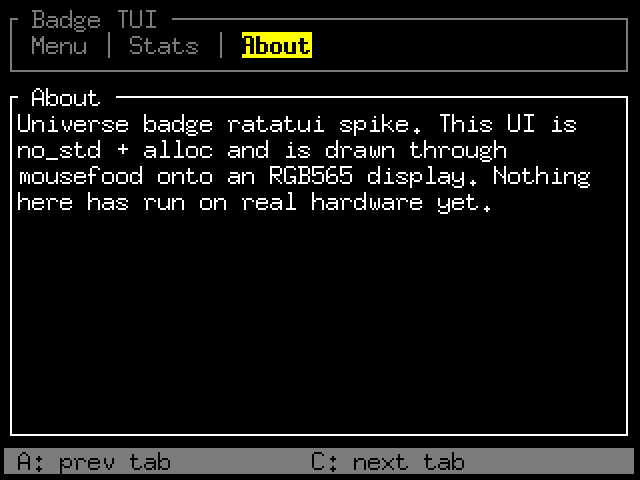 Badge TUI
Menu | Stats | About
About
Universe badge ratatui spike. This UI is
no_std + alloc and is drawn through
mousefood onto an RGB565 display. Nothing
here has run on real hardware yet.
A: prev tab C: next tab